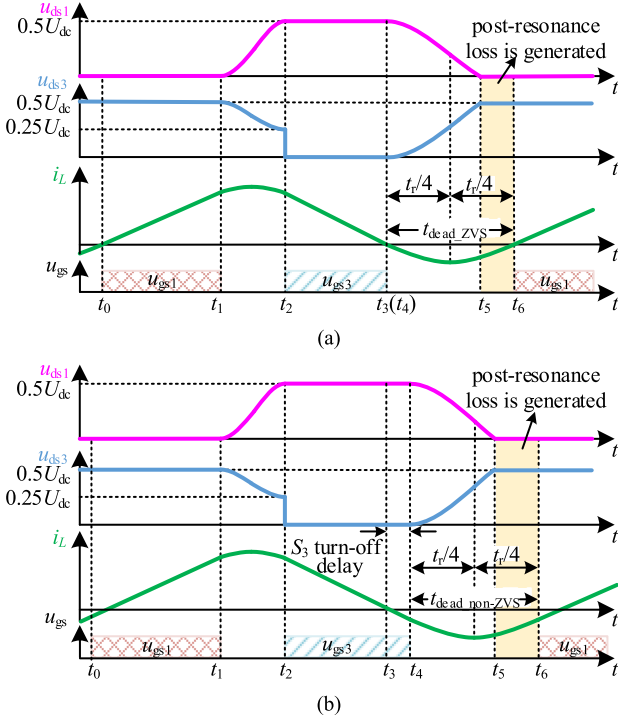 u_ds1
0.5U_dc
post-resonance
loss is generated
t
u_ds3
0.5U_dc
0.25U_dc
t
i_L
t_r/4 t_r/4
t_dead_ZVS
t
u_gs
u_gs1 u_gs3 u_gs1
t_0 t_1 t_2 t_3(t_4) t_5 t_6 t
(a)
u_ds1
0.5U_dc
post-resonance
loss is generated
t
u_ds3
0.5U_dc
0.25U_dc
t
i_L
S_3 turn-off
delay
t_r/4 t_r/4
t_dead_non-ZVS
t
u_gs
u_gs1 u_gs3 u_gs1
t_0 t_1 t_2 t_3 t_4 t_5 t_6 t
(b)